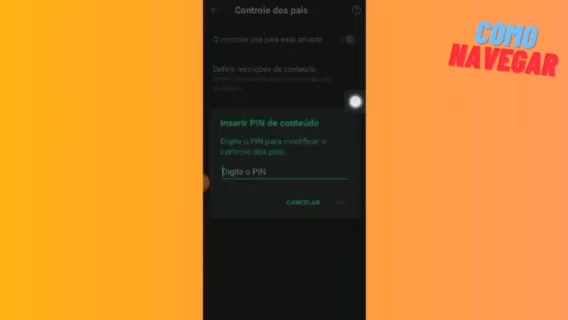 Controle dos pais
COMO
NAVEGAR
O controle dos pais está ativado
Definir restrições de conteúdo
Inserir PIN de conteúdo
Digite o PIN para modificar o
controle dos pais.
Digite o PIN
CANCELAR